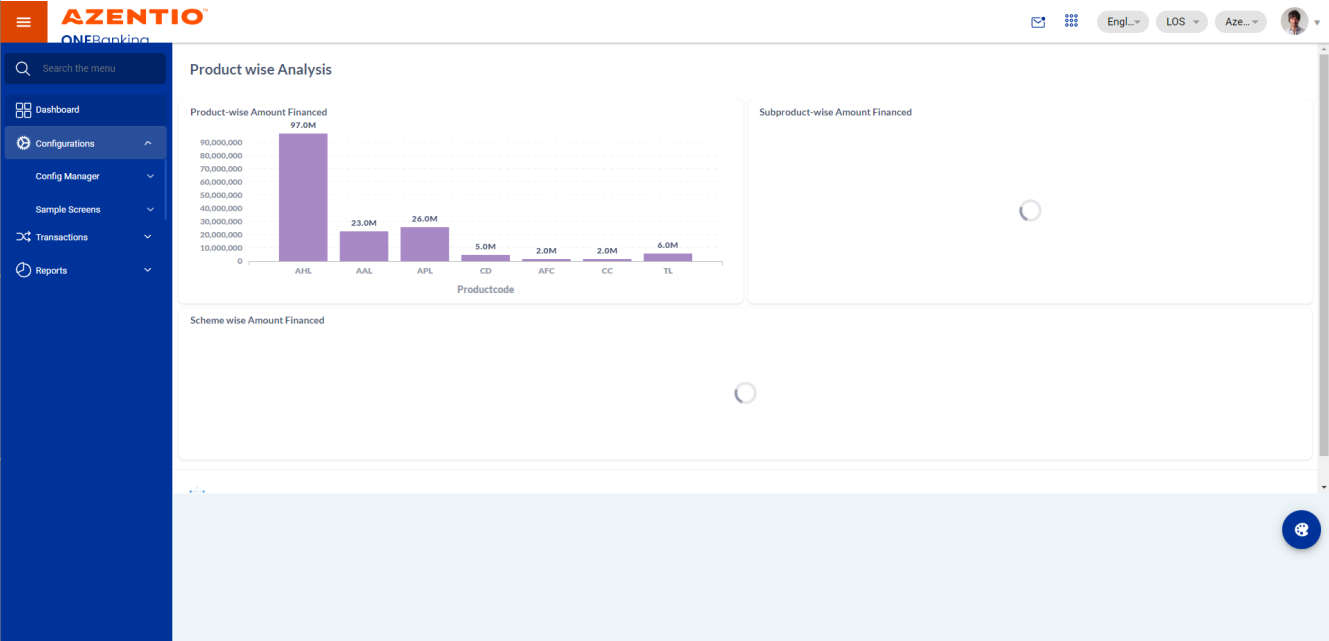 AZENTIO™
ONEBanking
Engl...
LOS
Aze...
Search the menu
Dashboard
Configurations
Config Manager
Sample Screens
Transactions
Reports
Product wise Analysis
Product-wise Amount Financed
97.0M
90,000,000
80,000,000
70,000,000
60,000,000
50,000,000
40,000,000
30,000,000
20,000,000
10,000,000
0
23.0M
26.0M
5.0M
2.0M
2.0M
6.0M
AHL
AAL
APL
CD
AFC
CC
TL
Productcode
Subproduct-wise Amount Financed
Scheme wise Amount Financed